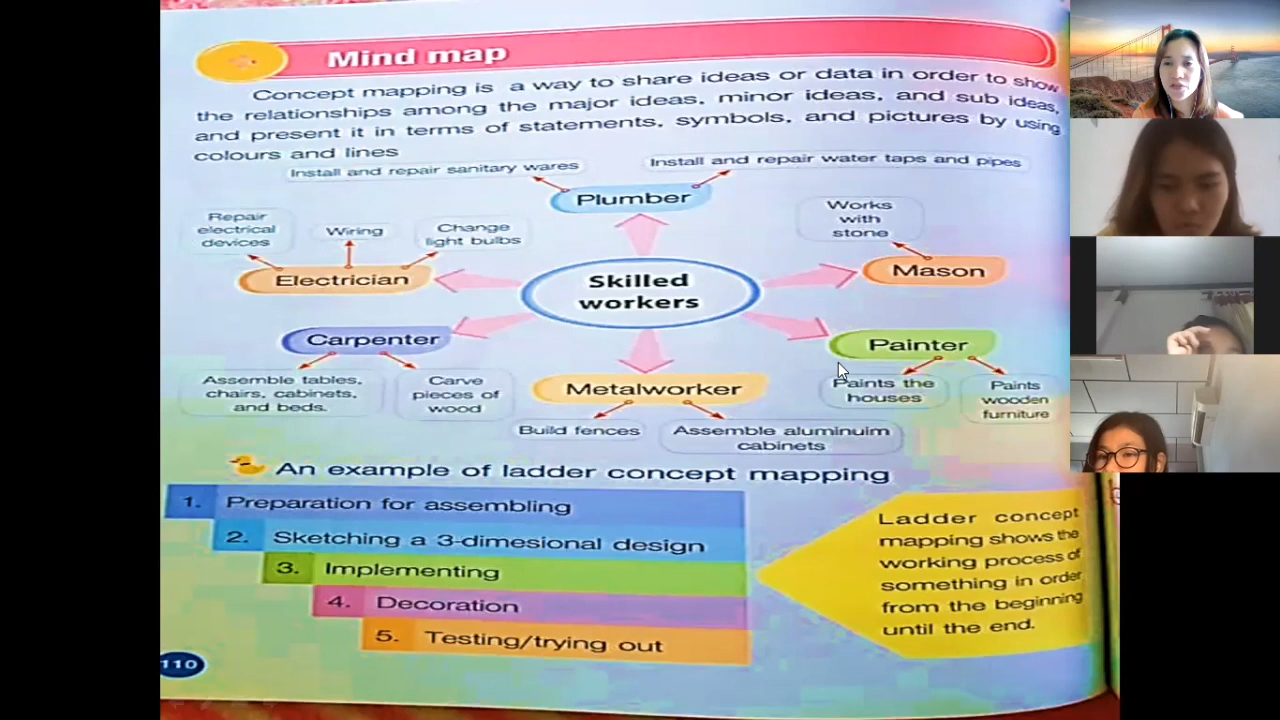 Mind map
Concept mapping is a way to share ideas or data in order to show
the relationships among the major ideas, minor ideas, and sub ideas,
and present it in terms of statements, symbols, and pictures by using
colours and lines
Install and repair sanitary wares
Install and repair water taps and pipes
Plumber
Repair
electrical
devices
Wiring
Change
light bulbs
Works
with
stone
Electrician
Skilled
workers
Mason
Carpenter
Painter
Assemble tables,
chairs, cabinets,
and beds.
Carve
pieces of
wood
Metalworker
Paints the
houses
Paints
wooden
furniture
Build fences
Assemble aluminuim
cabinets
An example of ladder concept mapping
1. Preparation for assembling
2. Sketching a 3-dimesional design
3. Implementing
4. Decoration
5. Testing/trying out
Ladder concept
mapping shows the
working process of
something in order
from the beginning
until the end.
110